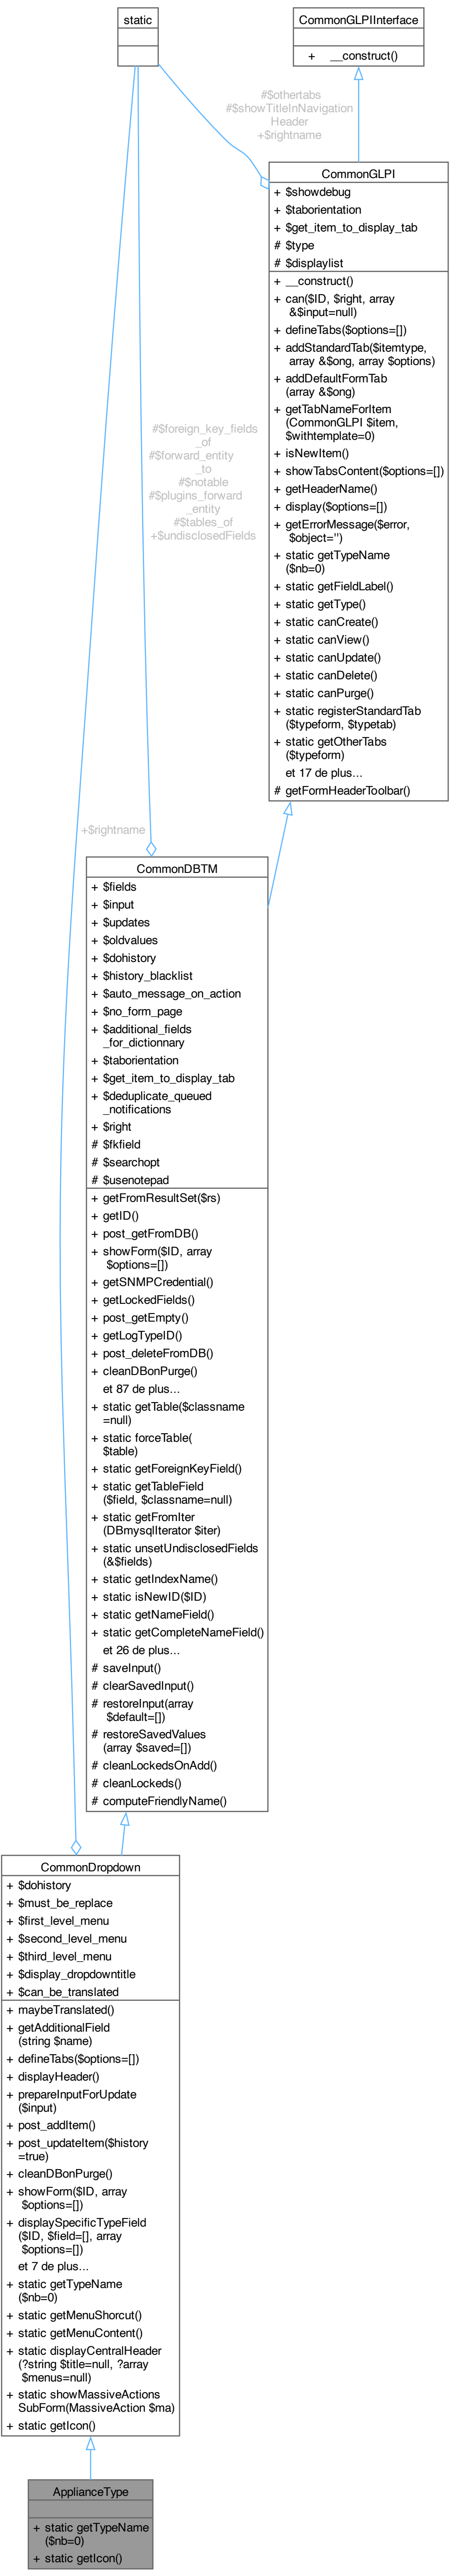 static
CommonGLPIInterface
+ __construct()
#$othertabs
#$showTitleInNavigation
Header
+$rightname
CommonGLPI
+ $showdebug
+ $taborientation
+ $get_item_to_display_tab
# $type
# $displaylist
+ __construct()
+ can($ID, $right, array
&$input=null)
+ defineTabs($options=[])
+ addStandardTab($itemtype,
array &$ong, array $options)
+ addDefaultFormTab
(array &$ong)
+ getTabNameForItem
(CommonGLPI $item,
$withtemplate=0)
+ isNewItem()
+ showTabsContent($options=[])
+ getHeaderName()
+ display($options=[])
+ getErrorMessage($error,
$object='')
+ static getTypeName
($nb=0)
+ static getFieldLabel()
+ static getType()
+ static canCreate()
+ static canView()
+ static canUpdate()
+ static canDelete()
+ static canPurge()
+ static registerStandardTab
($typeform, $typetab)
+ static getOtherTabs
($typeform)
et 17 de plus...
# getFormHeaderToolbar()
#$foreign_key_fields
_of
#$forward_entity
_to
#$notable
#$plugins_forward
_entity
#$tables_of
+$undisclosedFields
+$rightname
CommonDBTM
+ $fields
+ $input
+ $updates
+ $oldvalues
+ $dohistory
+ $history_blacklist
+ $auto_message_on_action
+ $no_form_page
+ $additional_fields
_for_dictionnary
+ $taborientation
+ $get_item_to_display_tab
+ $deduplicate_queued
_notifications
+ $right
# $fkfield
# $searchopt
# $usenotepad
+ getFromResultSet($rs)
+ getID()
+ post_getFromDB()
+ showForm($ID, array
$options=[])
+ getSNMPCredential()
+ getLockedFields()
+ post_getEmpty()
+ getLogTypeID()
+ post_deleteFromDB()
+ cleanDBonPurge()
et 87 de plus...
+ static getTable($classname
=null)
+ static forceTable(
$table)
+ static getForeignKeyField()
+ static getTableField
($field, $classname=null)
+ static getFromIter
(DBmysqlIterator $iter)
+ static unsetUndisclosedFields
(&$fields)
+ static getIndexName()
+ static isNewID($ID)
+ static getNameField()
+ static getCompleteNameField()
et 26 de plus...
# saveInput()
# clearSavedInput()
# restoreInput(array
$default=[])
# restoreSavedValues
(array $saved=[])
# cleanLockedsOnAdd()
# cleanLockeds()
# computeFriendlyName()
CommonDropdown
+ $dohistory
+ $must_be_replace
+ $first_level_menu
+ $second_level_menu
+ $third_level_menu
+ $display_dropdowntitle
+ $can_be_translated
+ maybeTranslated()
+ getAdditionalField
(string $name)
+ defineTabs($options=[])
+ displayHeader()
+ prepareInputForUpdate
($input)
+ post_addItem()
+ post_updateItem($history
=true)
+ cleanDBonPurge()
+ showForm($ID, array
$options=[])
+ displaySpecificTypeField
($ID, $field=[], array
$options=[])
et 7 de plus...
+ static getTypeName
($nb=0)
+ static getMenuShorcut()
+ static getMenuContent()
+ static displayCentralHeader
(?string $title=null, ?array
$menus=null)
+ static showMassiveActions
SubForm(MassiveAction $ma)
+ static getIcon()
ApplianceType
+ static getTypeName
($nb=0)
+ static getIcon()